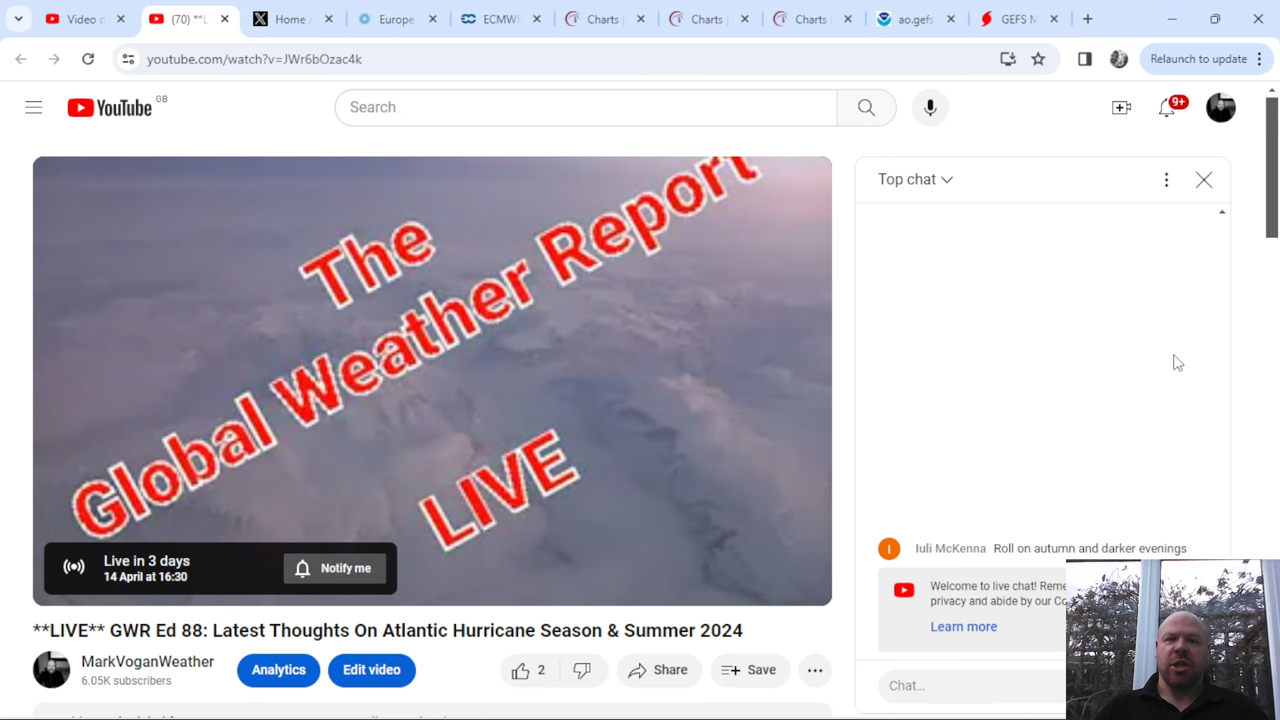 Video d
(70) **L
Home /
Europe
ECMWF
Charts
Charts
Charts
ao.gefs
GEFS M
youtube.com/watch?v=JWr6bOzac4k
Relaunch to update
YouTube GB
Search
9+
The
Global Weather Report
LIVE
Live in 3 days
14 April at 16:30
Notify me
Top chat
I
Iuli McKenna Roll on autumn and darker evenings
Welcome to live chat! Reme
privacy and abide by our Co
Learn more
Chat...
**LIVE** GWR Ed 88: Latest Thoughts On Atlantic Hurricane Season & Summer 2024
MarkVoganWeather
6.05K subscribers
Analytics
Edit video
2
Share
Save